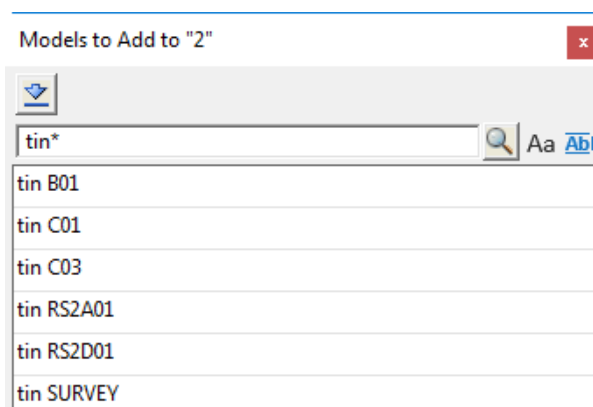 Models to Add to "2"
x
tin*
Aa Ab
tin B01
tin C01
tin C03
tin RS2A01
tin RS2D01
tin SURVEY